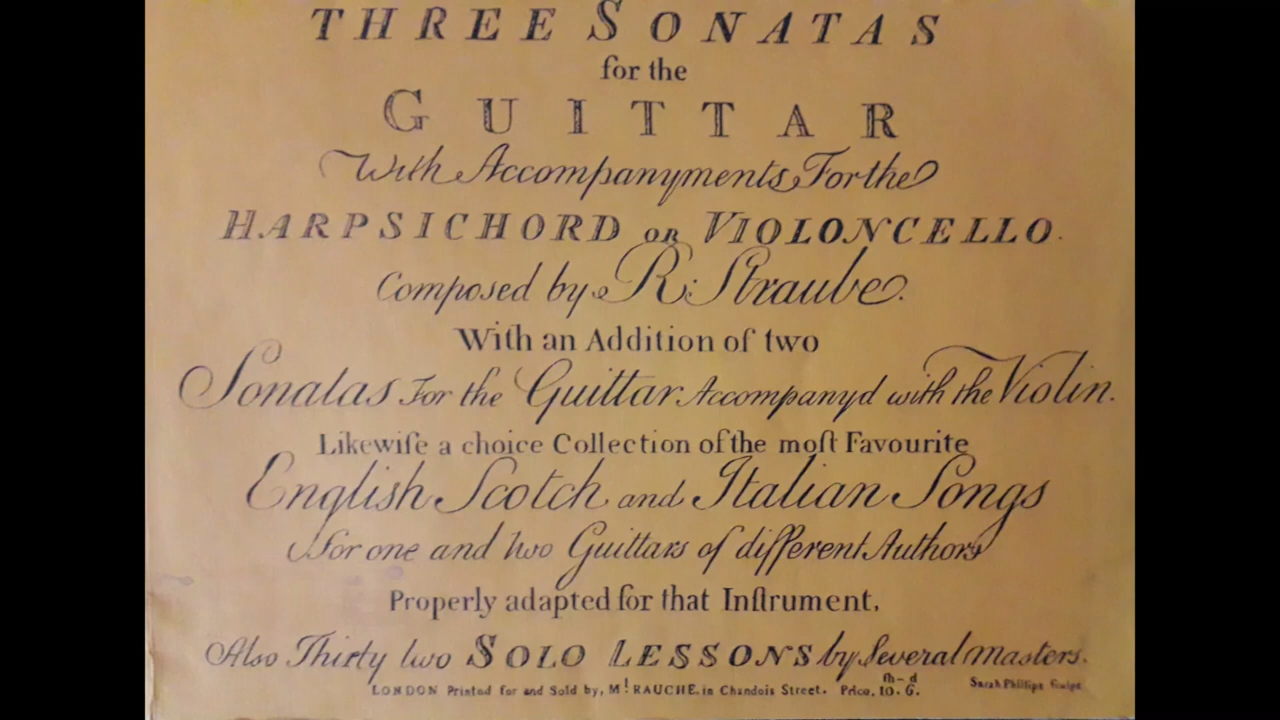 THREE SONATAS
for the
GUITTAR
With Accompanyments For the
HARPSICHORD OR VIOLONCELLO.
Composed by R: Straube.
With an Addition of two
Sonatas For the Guittar Accompanyd with the Violin.
Likewiſe a choice Collection of the moſt Favourite
English Scotch and Italian Songs
For one and two Guittars of different Authors
Properly adapted for that Inſtrument,
Also Thirty two SOLO LESSONS by Several Masters.
LONDON Printed for and Sold by, Mr. RAUCHE, in Chandois Street. Price, 10.sh- 6.d
Sarah Phillips Sculpt